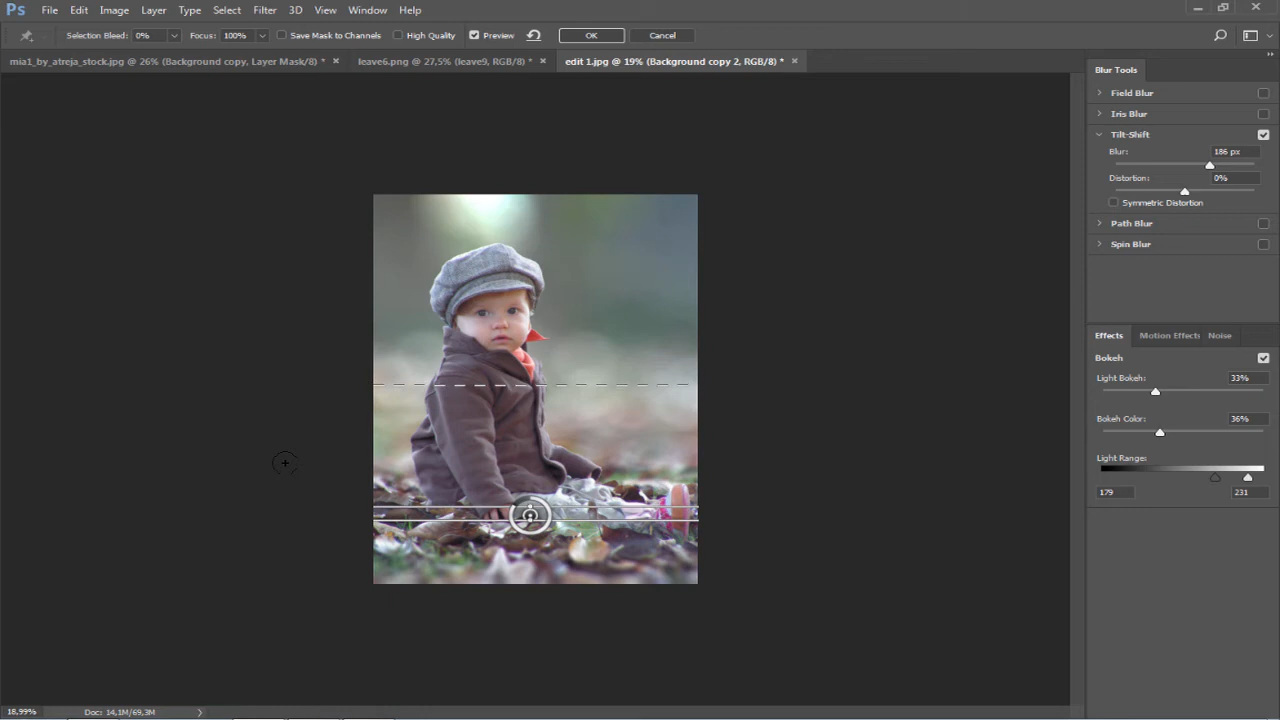 Ps File Edit Image Layer Type Select Filter 3D View Window Help
Selection Bleed: 0% Focus: 100% Save Mask to Channels High Quality Preview OK Cancel
mia1_by_atreja_stock.jpg @ 26% (Background copy, Layer Mask/8) * × leave6.png @ 27,5% (leave9, RGB/8) * × edit 1.jpg @ 19% (Background copy 2, RGB/8) * ×
Blur Tools
Field Blur
Iris Blur
Tilt-Shift
Blur: 186 px
Distortion: 0%
Symmetric Distortion
Path Blur
Spin Blur
Effects Motion Effects Noise
Bokeh
Light Bokeh: 33%
Bokeh Color: 36%
Light Range:
179 231
18,99% Doc: 14,1M/69,3M